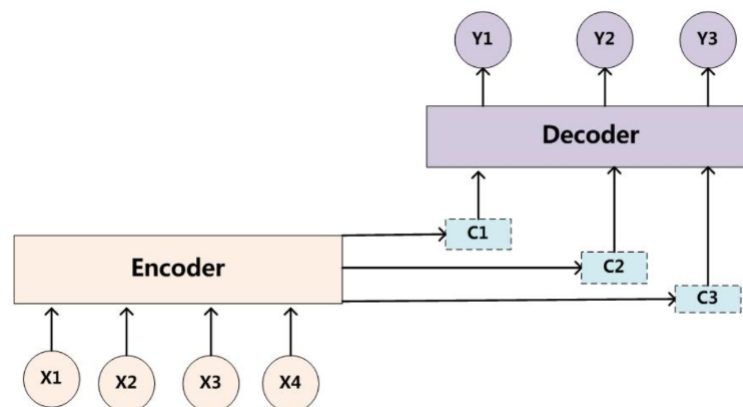 Y1 Y2 Y3
Decoder
C1
Encoder
C2
C3
X1 X2 X3 X4